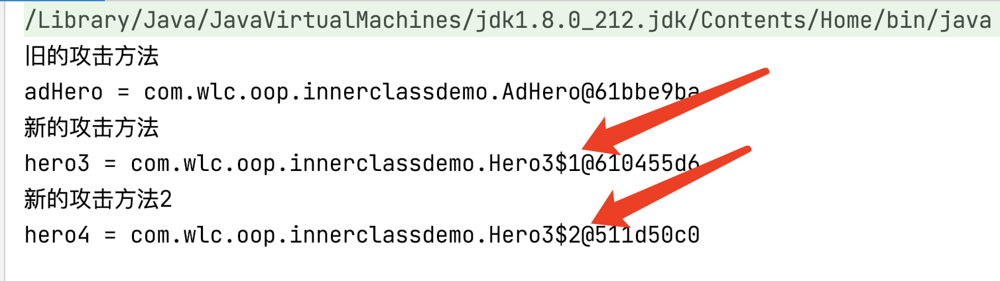 /Library/Java/JavaVirtualMachines/jdk1.8.0_212.jdk/Contents/Home/bin/java
旧的攻击方法
adHero = com.wlc.oop.innerclassdemo.AdHero@61bbe9ba
新的攻击方法
hero3 = com.wlc.oop.innerclassdemo.Hero3$1@610455d6
新的攻击方法2
hero4 = com.wlc.oop.innerclassdemo.Hero3$2@511d50c0